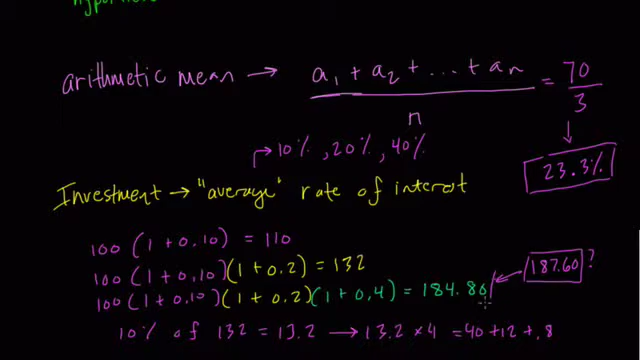 arithmetic mean → a₁ + a₂ + ... + aₙ / n = 70 / 3
→ 10%, 20%, 40%
23.3%
Investment → "average" rate of interest
100 (1 + 0.10) = 110
100 (1 + 0.10)(1 + 0.2) = 132
100 (1 + 0.10)(1 + 0.2)(1 + 0.4) = 184.80
187.60 ?
10% of 132 = 13.2 → 13.2 × 4 = 40 + 12 + .8